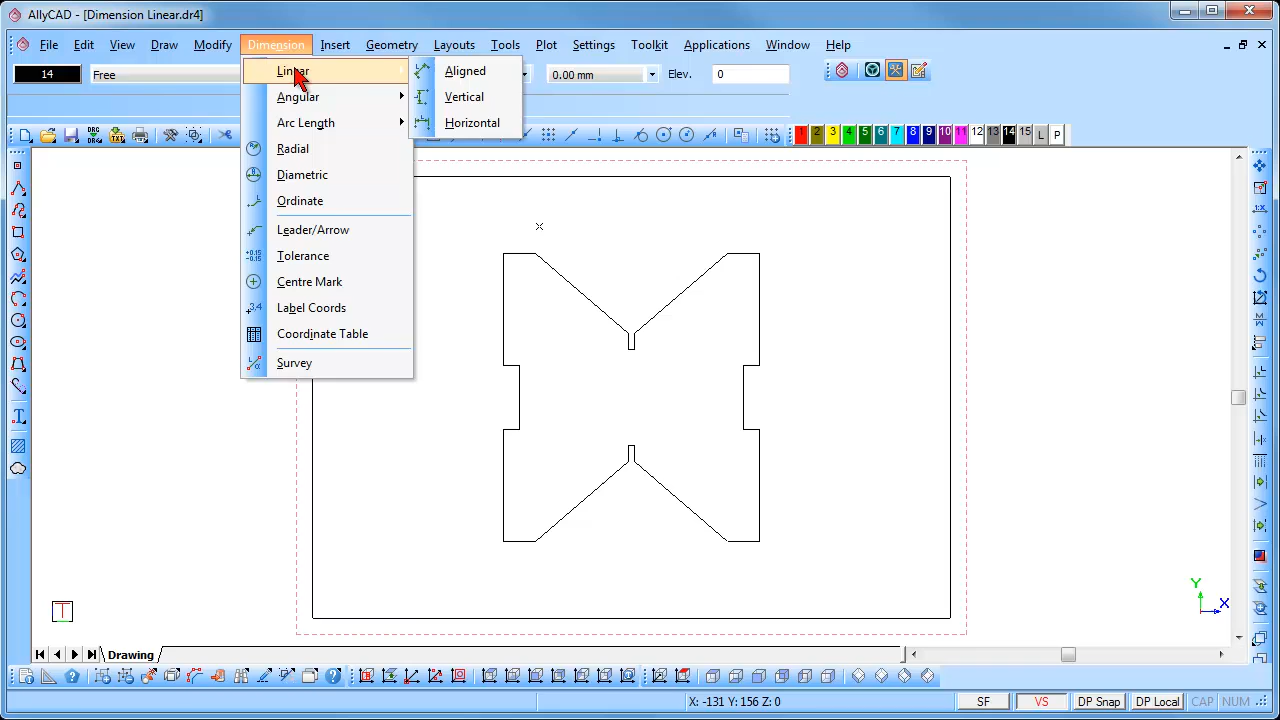 AllyCAD - [Dimension Linear.dr4]
File Edit View Draw Modify Dimension Insert Geometry Layouts Tools Plot Settings Toolkit Applications Window Help
14 Free 0.00 mm Elev. 0
Linear
Angular
Arc Length
Radial
Diametric
Ordinate
Leader/Arrow
Tolerance
Centre Mark
Label Coords
Coordinate Table
Survey
Aligned
Vertical
Horizontal
1 2 3 4 5 6 7 8 9 10 11 12 13 14 15 L P
Y
X
T
Drawing
X: -131 Y: 156 Z: 0 SF VS DP Snap DP Local CAP NUM